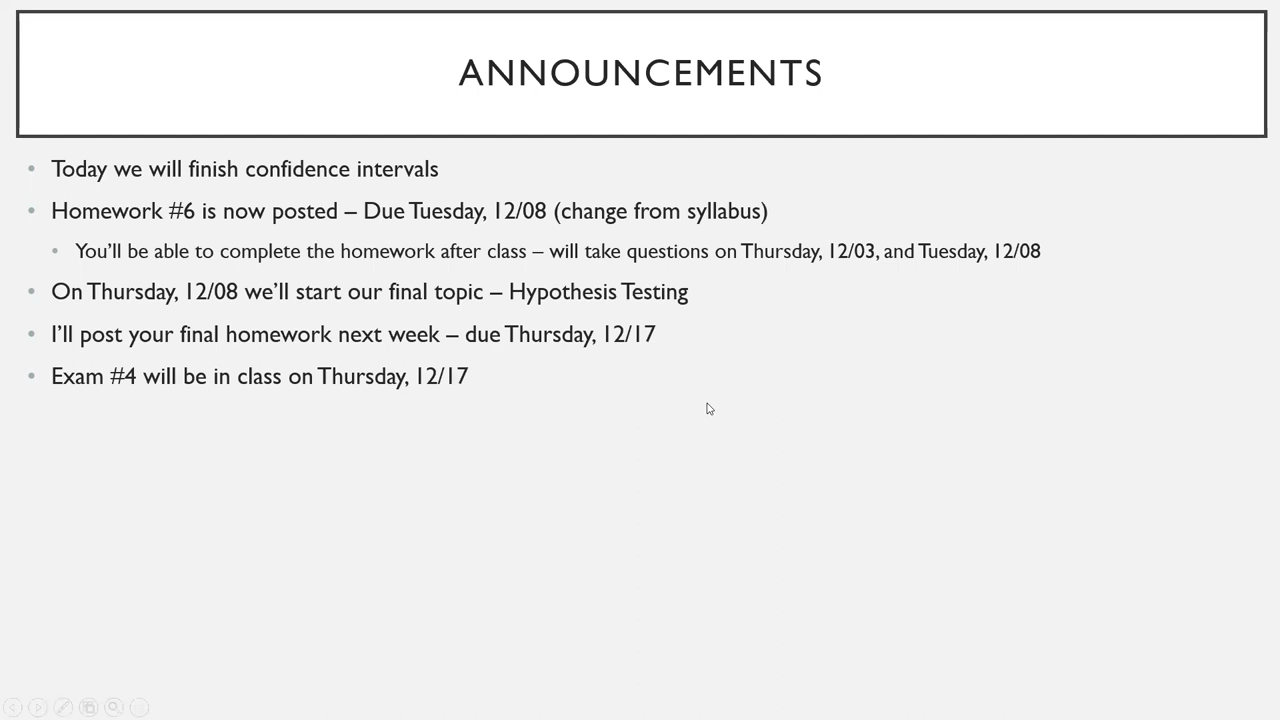 ANNOUNCEMENTS
• Today we will finish confidence intervals
• Homework #6 is now posted – Due Tuesday, 12/08 (change from syllabus)
• You’ll be able to complete the homework after class – will take questions on Thursday, 12/03, and Tuesday, 12/08
• On Thursday, 12/08 we’ll start our final topic – Hypothesis Testing
• I’ll post your final homework next week – due Thursday, 12/17
• Exam #4 will be in class on Thursday, 12/17